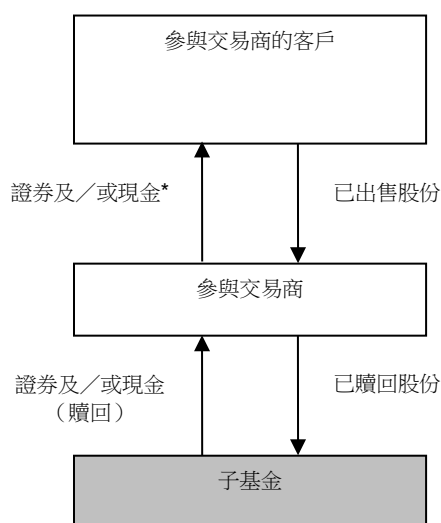 參與交易商的客戶
證券及／或現金*
已出售股份
參與交易商
證券及／或現金
（贖回）
已贖回股份
子基金